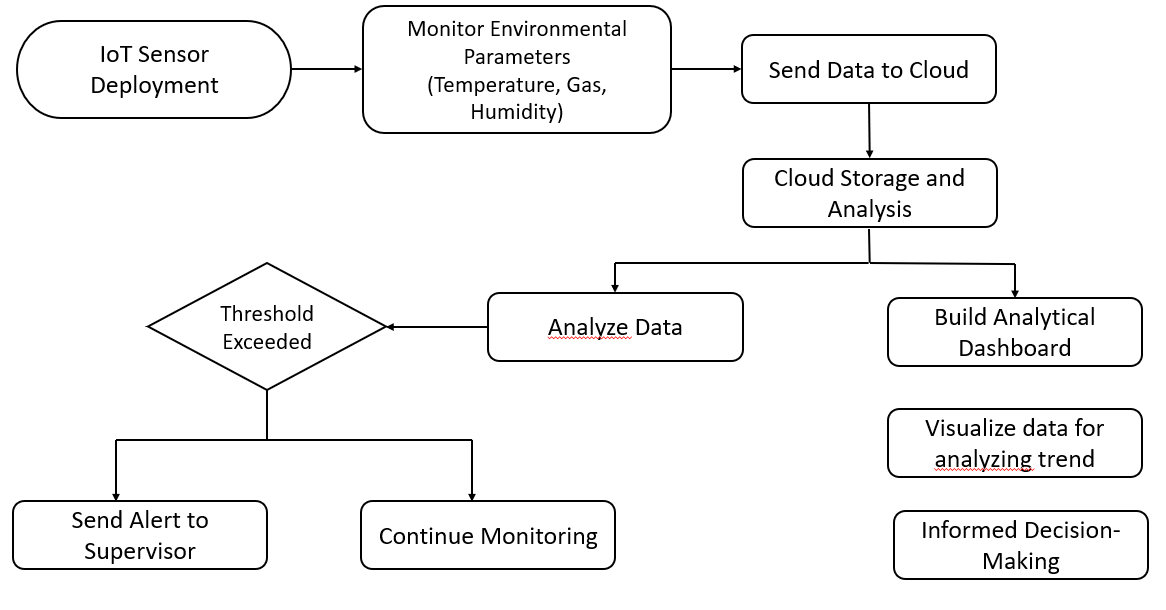 IoT Sensor
Deployment
Monitor Environmental
Parameters
(Temperature, Gas,
Humidity)
Send Data to Cloud
Cloud Storage and
Analysis
Threshold
Exceeded
Analyze Data
Build Analytical
Dashboard
Visualize data for
analyzing trend
Send Alert to
Supervisor
Continue Monitoring
Informed Decision-
Making